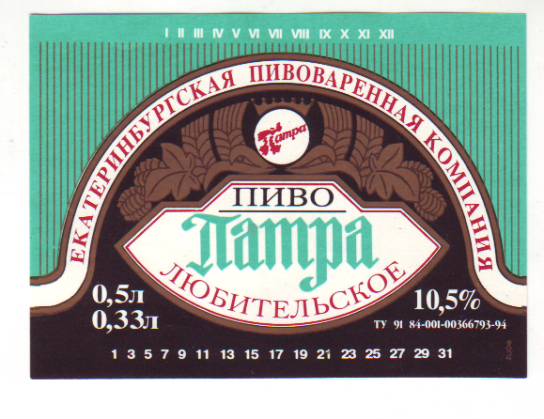 I II III IV V VI VII VIII IX X XI XII
ЕКАТЕРИНБУРГСКАЯ ПИВОВАРЕННАЯ КОМПАНИЯ
Патра
ПИВО
Патра
ЛЮБИТЕЛЬСКОЕ
0,5л
0,33л
10,5%
ТУ 91 84-001-00366793-94
1 3 5 7 9 11 13 15 17 19 21 23 25 27 29 31